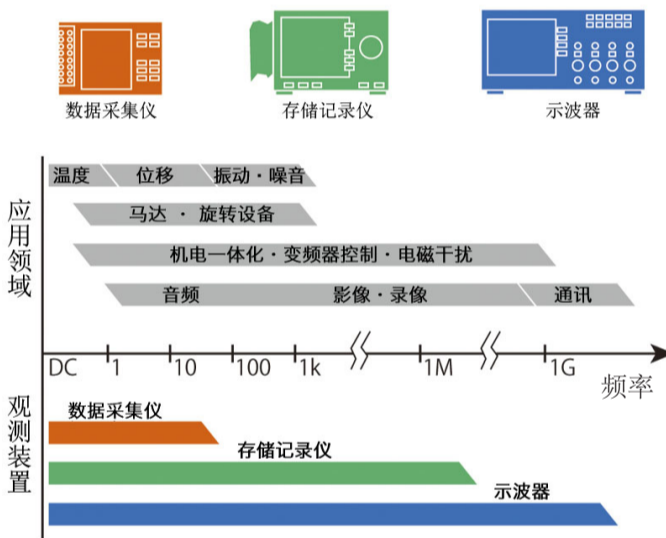 数据采集仪
存储记录仪
示波器
应用领域
温度
位移
振动·噪音
马达 · 旋转设备
机电一体化·变频器控制·电磁干扰
音频
影像·录像
通讯
DC
1
10
100
1k
1M
1G
频率
观测装置
数据采集仪
存储记录仪
示波器